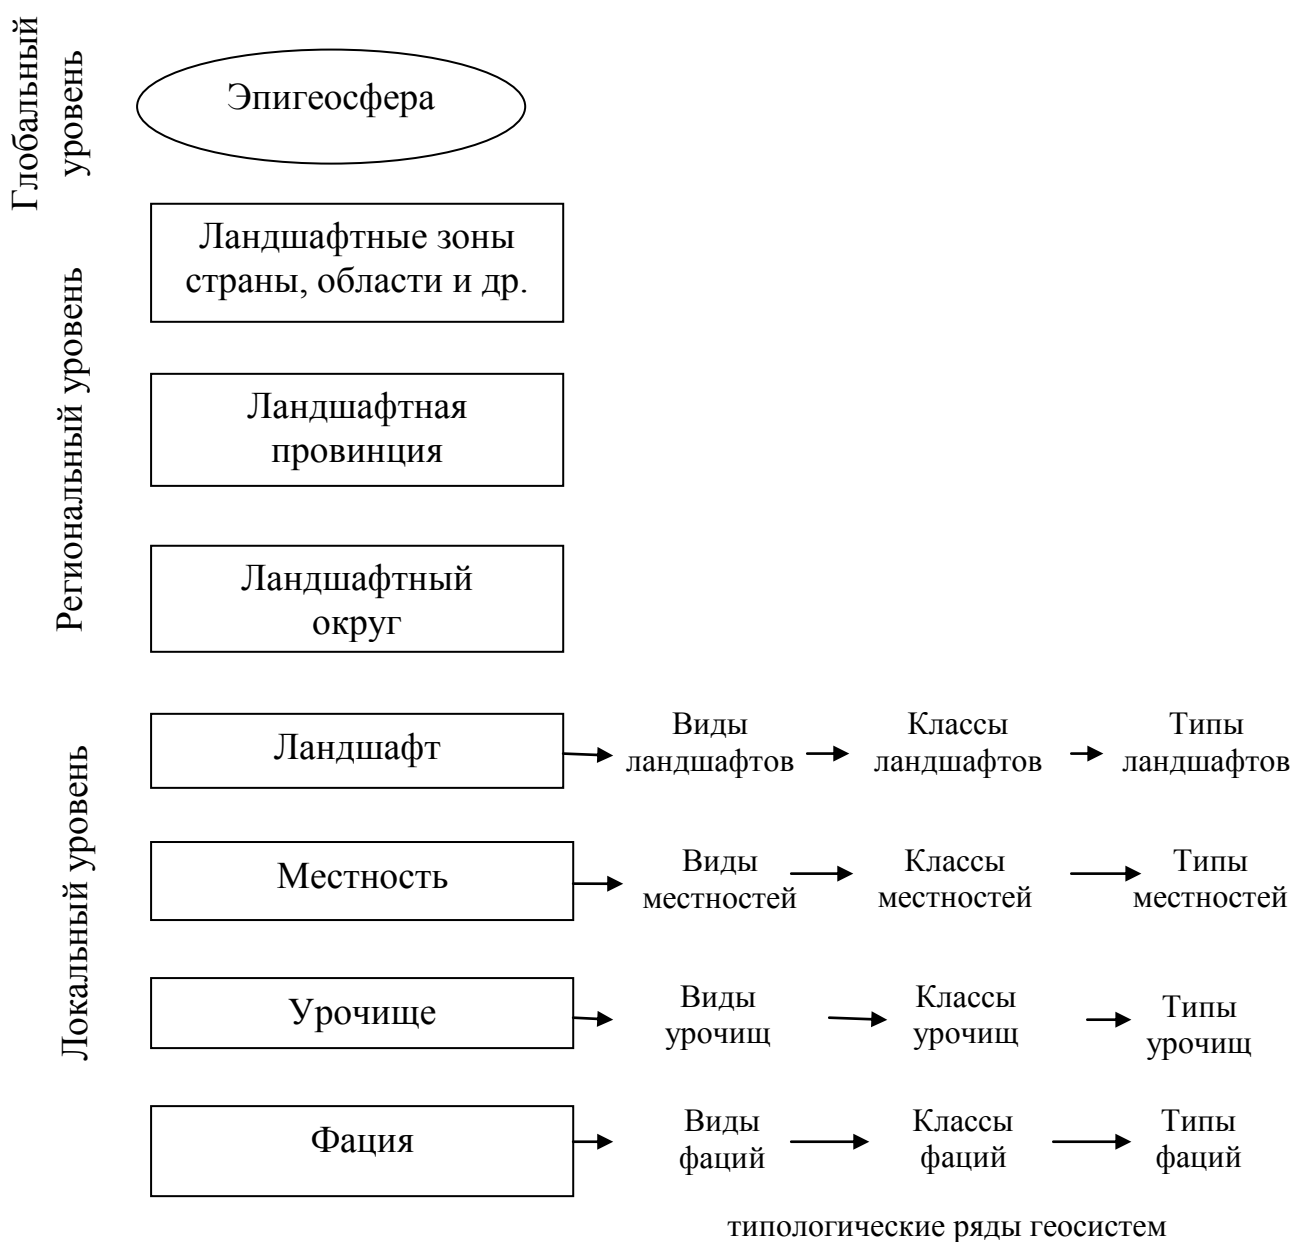 Глобальный
уровень
Эпигеосфера
Региональный уровень
Ландшафтные зоны
страны, области и др.
Ландшафтная
провинция
Ландшафтный
округ
Локальный уровень
Ландшафт
Виды
ландшафтов
Классы
ландшафтов
Типы
ландшафтов
Местность
Виды
местностей
Классы
местностей
Типы
местностей
Урочище
Виды
урочищ
Классы
урочищ
Типы
урочищ
Фация
Виды
фаций
Классы
фаций
Типы
фаций
типологические ряды геосистем